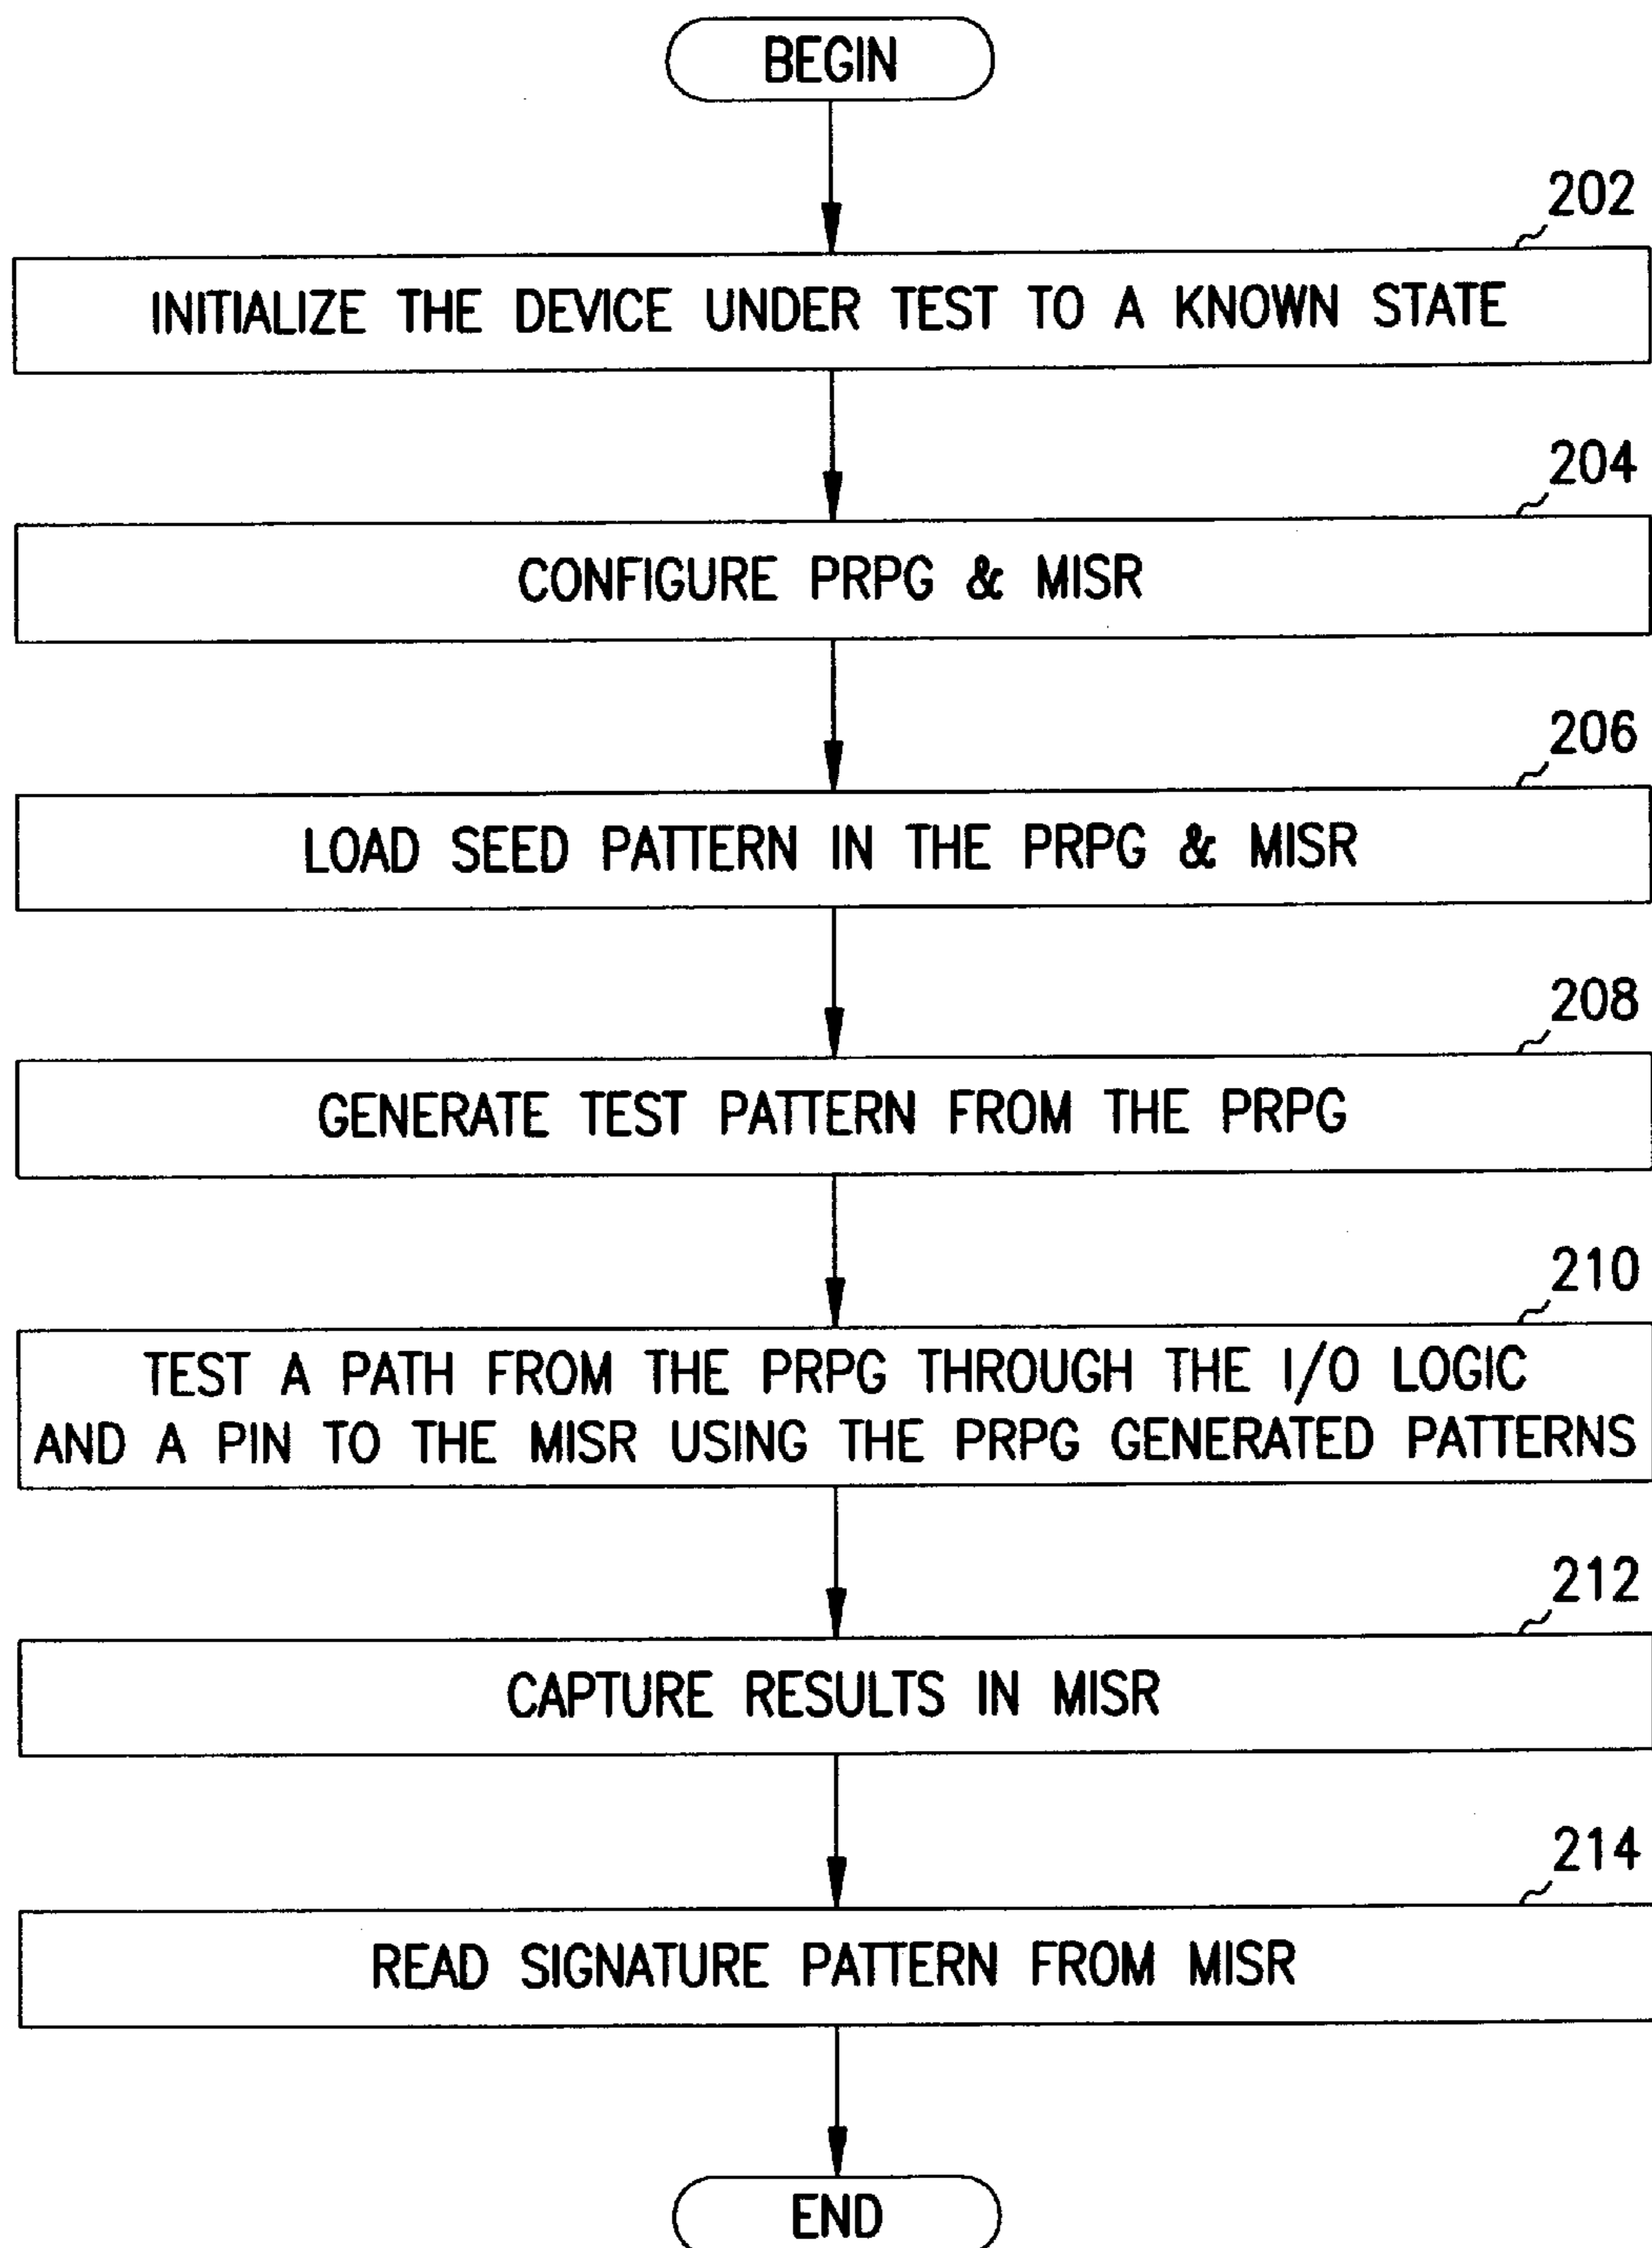 BEGIN
202
INITIALIZE THE DEVICE UNDER TEST TO A KNOWN STATE
204
CONFIGURE PRPG & MISR
206
LOAD SEED PATTERN IN THE PRPG & MISR
208
GENERATE TEST PATTERN FROM THE PRPG
210
TEST A PATH FROM THE PRPG THROUGH THE I/O LOGIC
AND A PIN TO THE MISR USING THE PRPG GENERATED PATTERNS
212
CAPTURE RESULTS IN MISR
214
READ SIGNATURE PATTERN FROM MISR
END